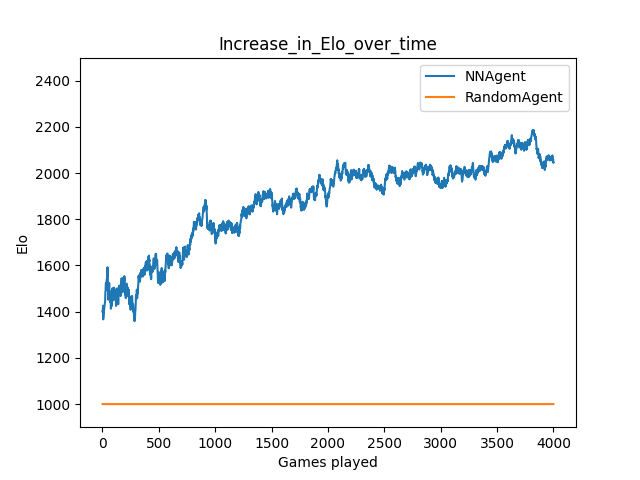 Increase_in_Elo_over_time
NNAgent
RandomAgent
2400
2200
2000
1800
1600
1400
1200
1000
Elo
0 500 1000 1500 2000 2500 3000 3500 4000
Games played